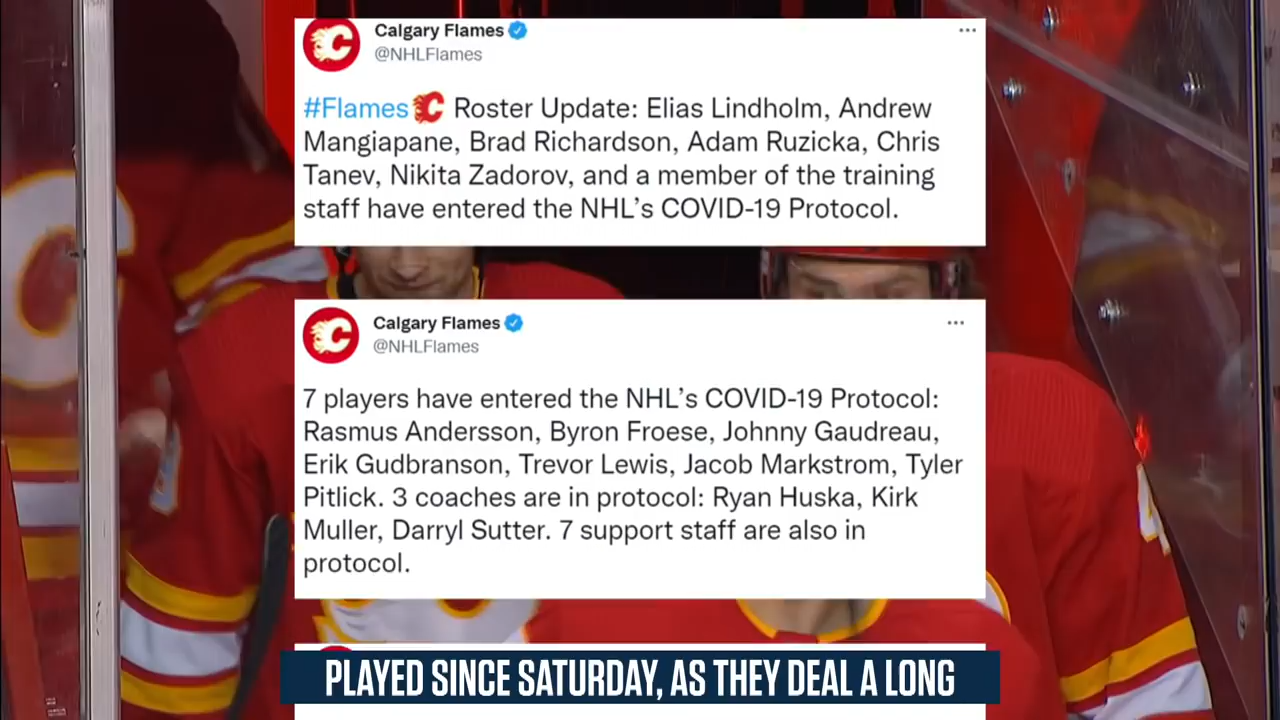 Calgary Flames
@NHLFlames
#Flames Roster Update: Elias Lindholm, Andrew
Mangiapane, Brad Richardson, Adam Ruzicka, Chris
Tanev, Nikita Zadorov, and a member of the training
staff have entered the NHL’s COVID-19 Protocol.
Calgary Flames
@NHLFlames
7 players have entered the NHL’s COVID-19 Protocol:
Rasmus Andersson, Byron Froese, Johnny Gaudreau,
Erik Gudbranson, Trevor Lewis, Jacob Markstrom, Tyler
Pitlick. 3 coaches are in protocol: Ryan Huska, Kirk
Muller, Darryl Sutter. 7 support staff are also in
protocol.
PLAYED SINCE SATURDAY, AS THEY DEAL A LONG